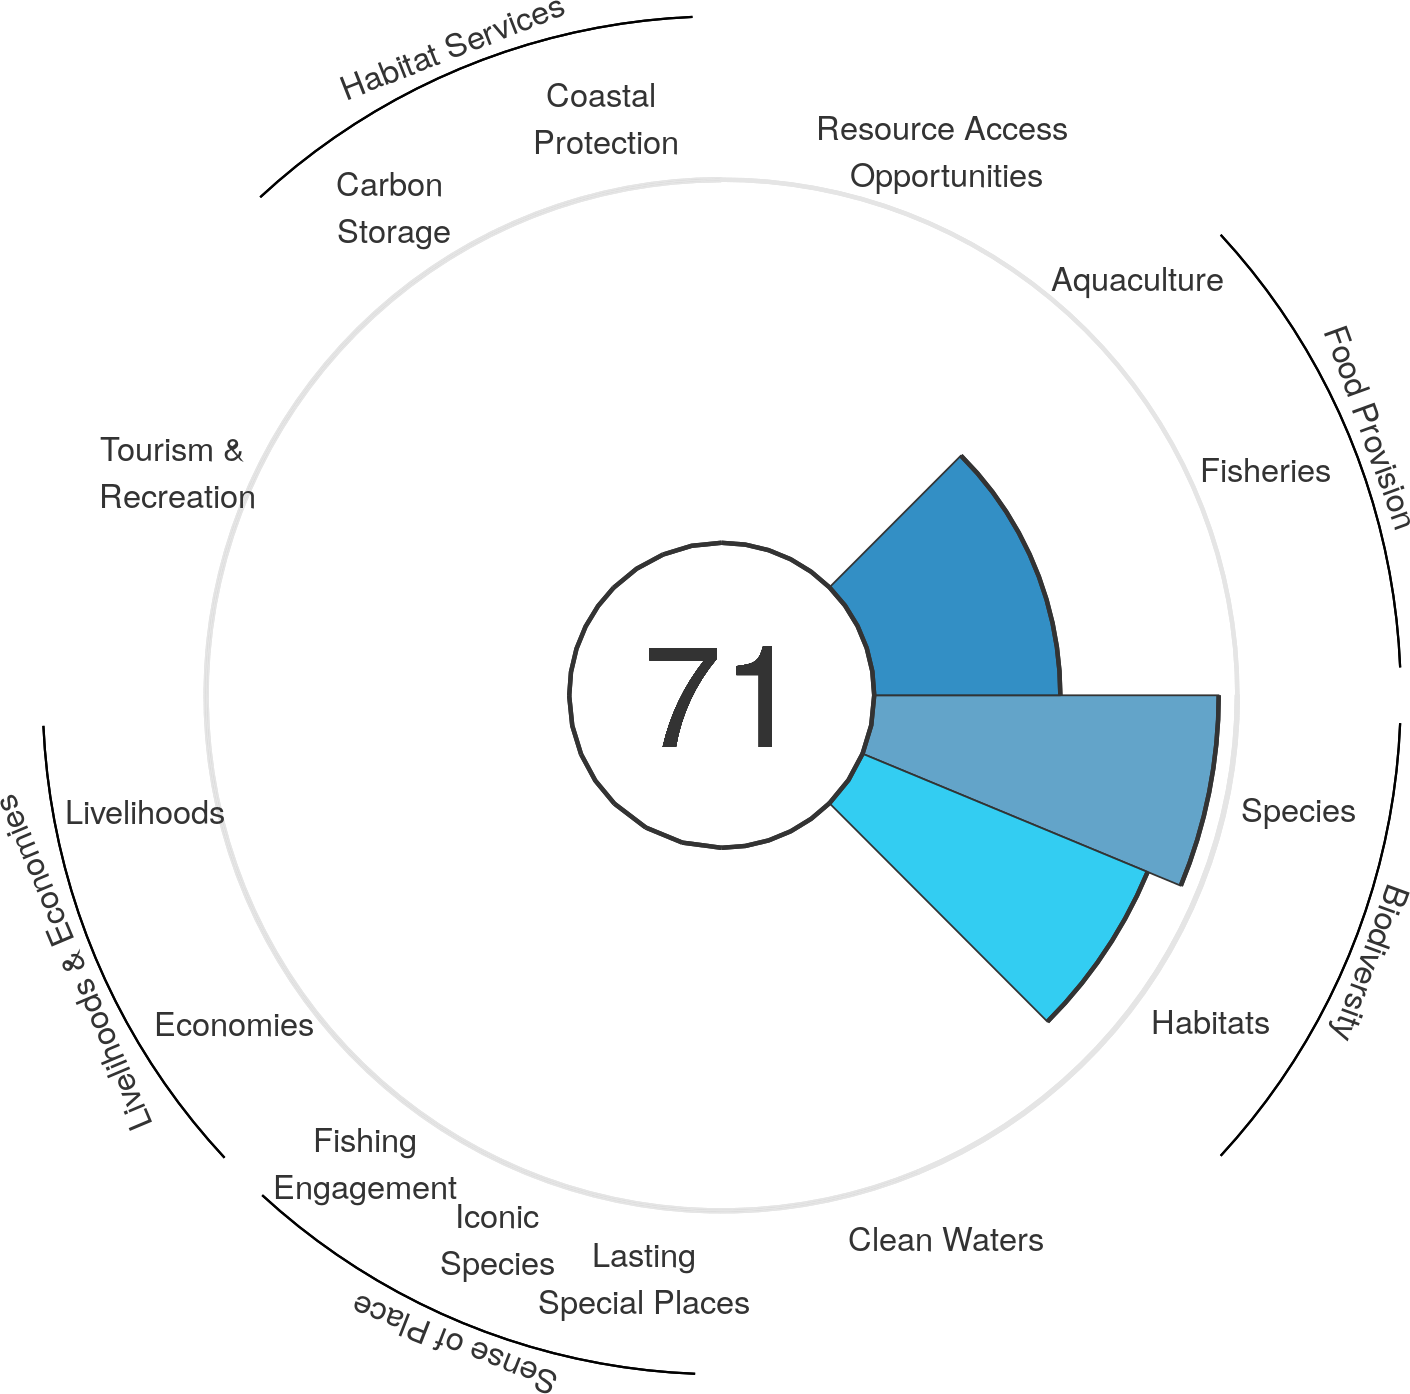 Habitat Services
Coastal
Protection
Resource Access
Opportunities
Carbon
Storage
Aquaculture
Food Provision
Tourism &
Recreation
Fisheries
71
Livelihoods
Species
Livelihoods & Economies
Biodiversity
Economies
Habitats
Fishing
Engagement
Iconic
Species
Lasting
Special Places
Clean Waters
Sense of Place